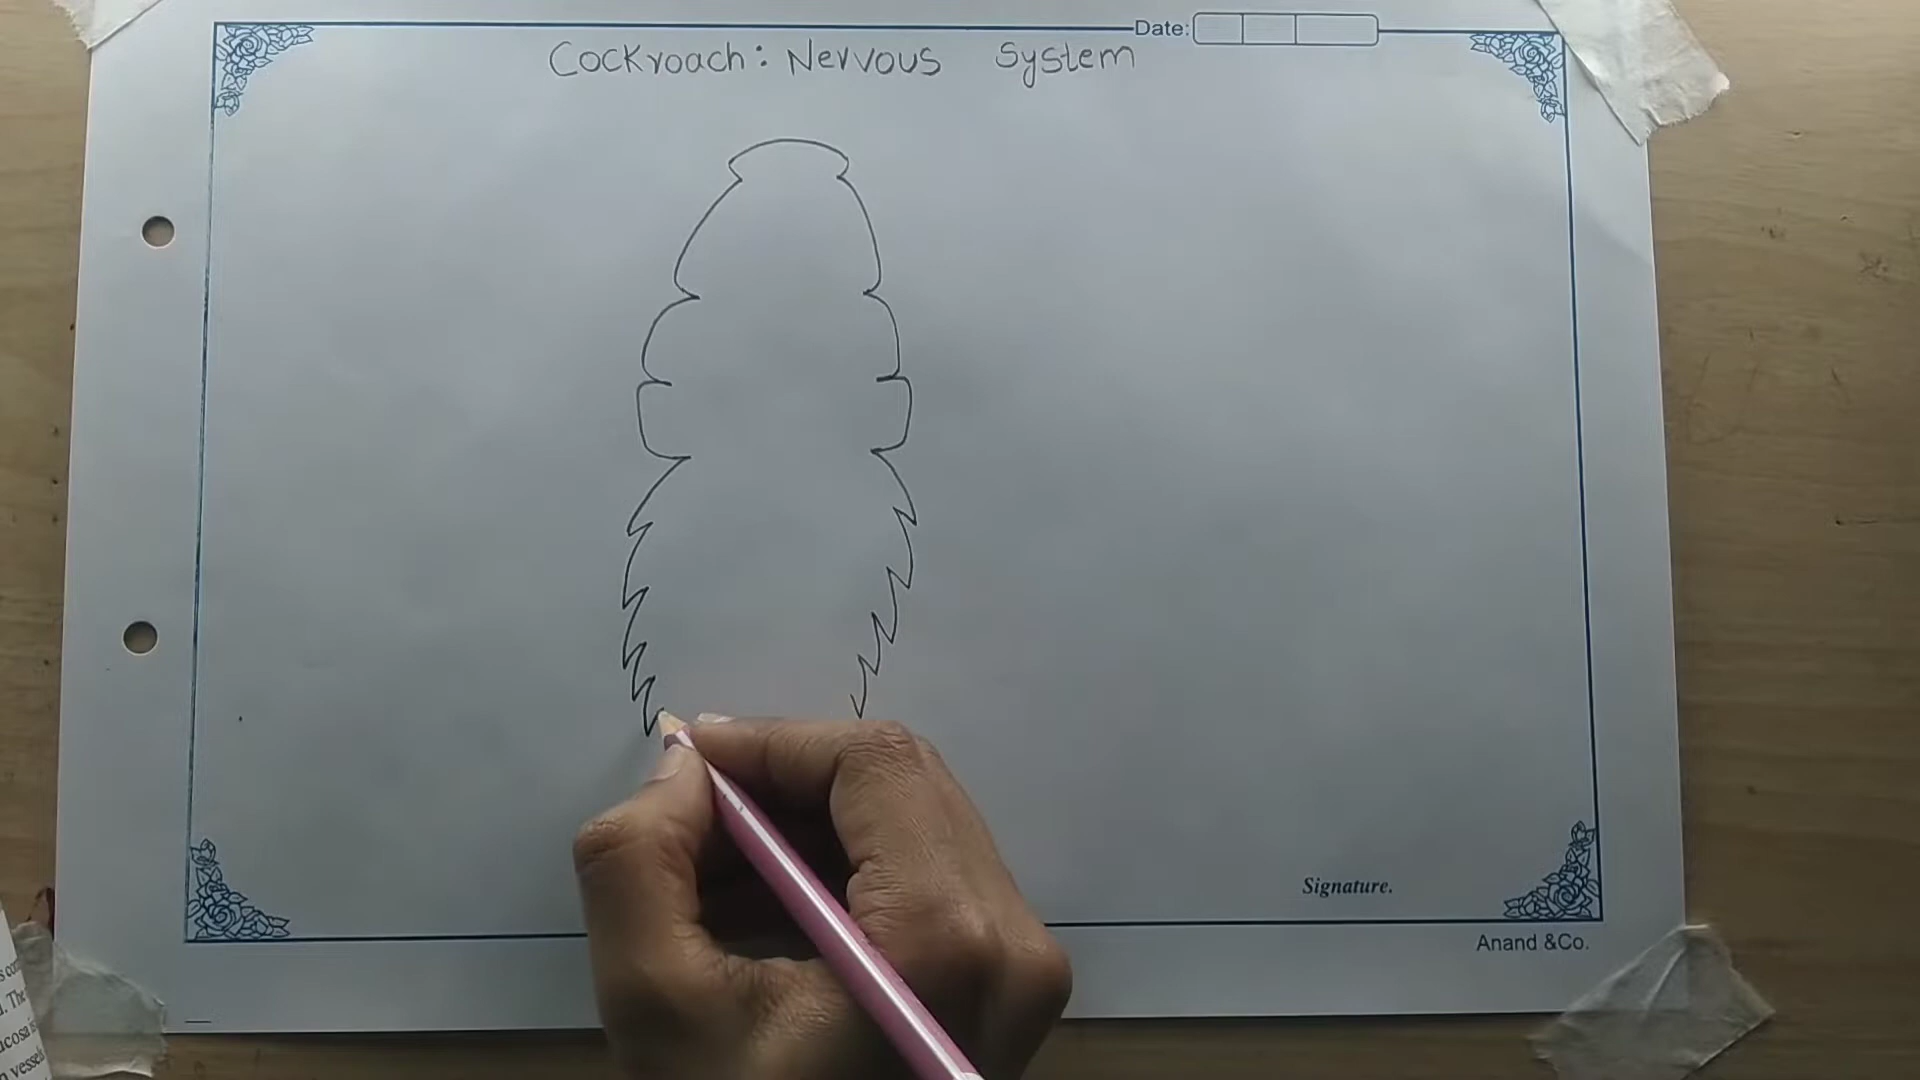 Date:
Cockroach: Nervous System
Signature.
Anand &Co.